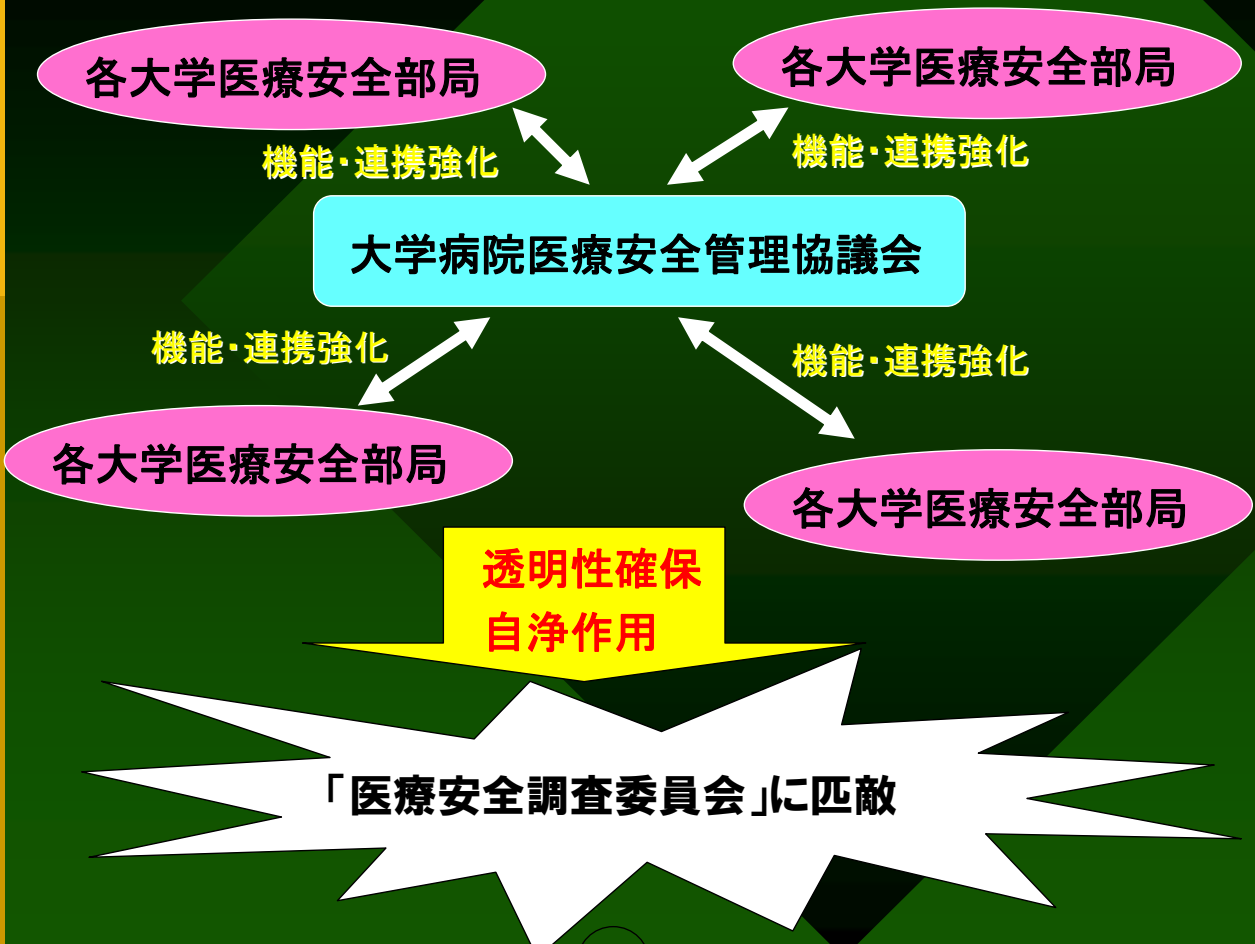 各大学医療安全部局
各大学医療安全部局
機能・連携強化
機能・連携強化
大学病院医療安全管理協議会
機能・連携強化
機能・連携強化
各大学医療安全部局
各大学医療安全部局
透明性確保
自浄作用
「医療安全調査委員会」に匹敵